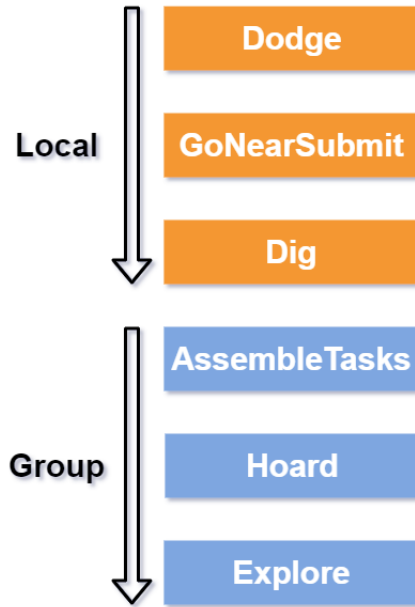 Local
Dodge
GoNearSubmit
Dig
Group
AssembleTasks
Hoard
Explore